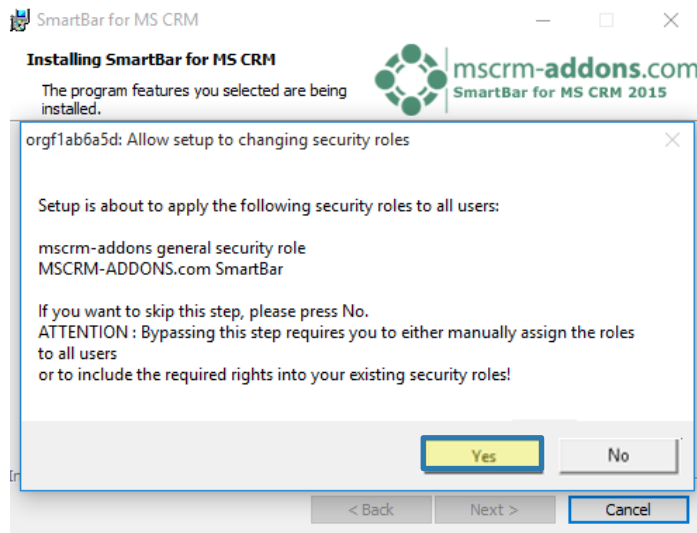 SmartBar for MS CRM
Installing SmartBar for MS CRM
The program features you selected are being
installed.
mscrm-addons.com
SmartBar for MS CRM 2015
orgf1ab6a5d: Allow setup to changing security roles
Setup is about to apply the following security roles to all users:
mscrm-addons general security role
MSCRM-ADDONS.com SmartBar
If you want to skip this step, please press No.
ATTENTION : Bypassing this step requires you to either manually assign the roles
to all users
or to include the required rights into your existing security roles!
Yes
No
< Back
Next >
Cancel